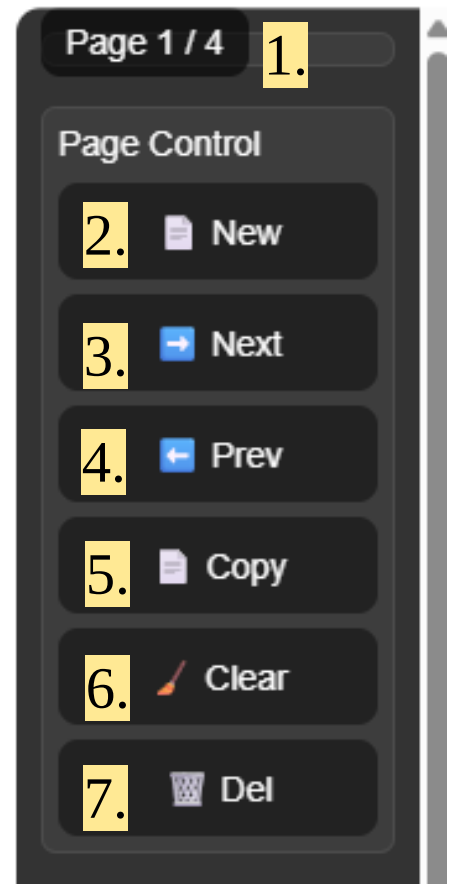 Page 1 / 4 1.
Page Control
2. New
3. Next
4. Prev
5. Copy
6. Clear
7. Del